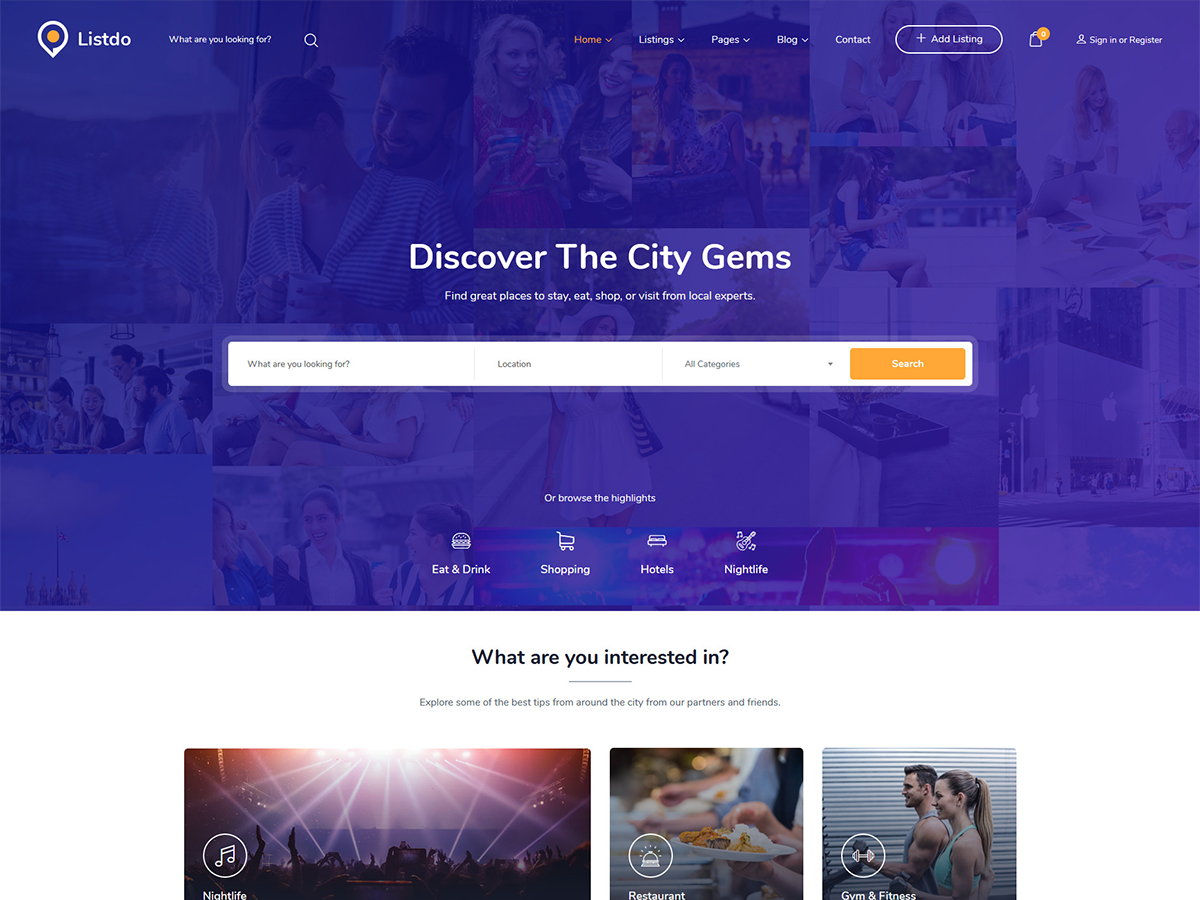 Listdo
What are you looking for?
Home
Listings
Pages
Blog
Contact
+ Add Listing
0
Sign in or Register
Discover The City Gems
Find great places to stay, eat, shop, or visit from local experts.
What are you looking for?
Location
All Categories
Search
Or browse the highlights
Eat & Drink
Shopping
Hotels
Nightlife
What are you interested in?
Explore some of the best tips from around the city from our partners and friends.
Nightlife
Restaurant
Gym & Fitness